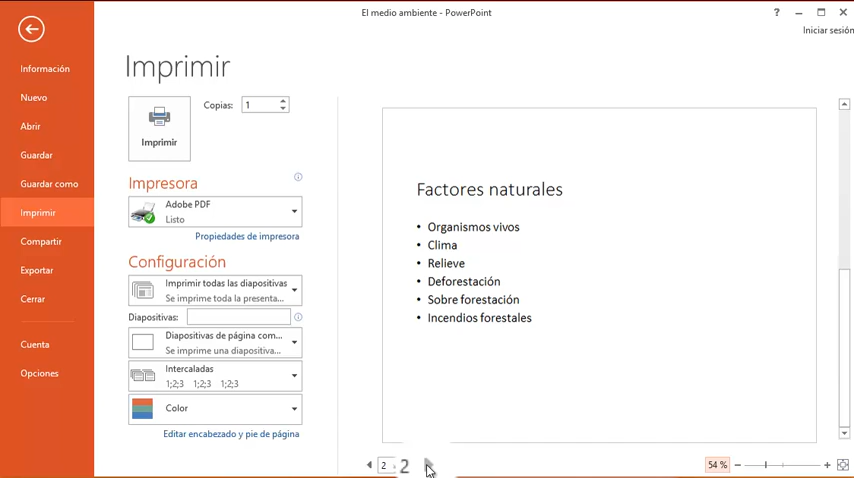 El medio ambiente - PowerPoint
?
Iniciar sesión
Información
Nuevo
Abrir
Guardar
Guardar como
Imprimir
Compartir
Exportar
Cerrar
Cuenta
Opciones
Imprimir
Imprimir
Copias: 1
Impresora
Adobe PDF
Listo
Propiedades de impresora
Configuración
Imprimir todas las diapositivas
Se imprime toda la presenta...
Diapositivas:
Diapositivas de página com...
Se imprime una diapositiva...
Intercaladas
1;2;3 1;2;3 1;2;3
Color
Editar encabezado y pie de página
Factores naturales
• Organismos vivos
• Clima
• Relieve
• Deforestación
• Sobre forestación
• Incendios forestales
2 2
54 %